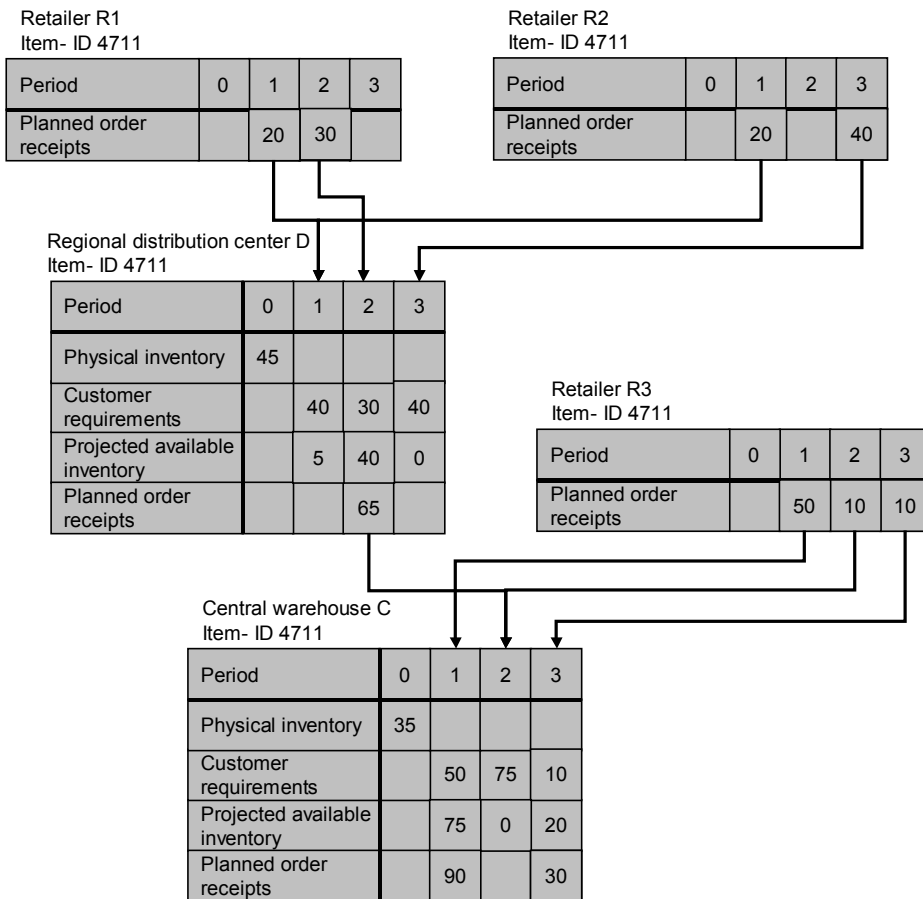 Retailer R1
Item- ID 4711
Period 0 1 2 3
Planned order
receipts 20 30
Retailer R2
Item- ID 4711
Period 0 1 2 3
Planned order
receipts 20 40
Regional distribution center D
Item- ID 4711
Period 0 1 2 3
Physical inventory 45
Customer
requirements 40 30 40
Projected available
inventory 5 40 0
Planned order
receipts 65
Retailer R3
Item- ID 4711
Period 0 1 2 3
Planned order
receipts 50 10 10
Central warehouse C
Item- ID 4711
Period 0 1 2 3
Physical inventory 35
Customer
requirements 50 75 10
Projected available
inventory 75 0 20
Planned order
receipts 90 30